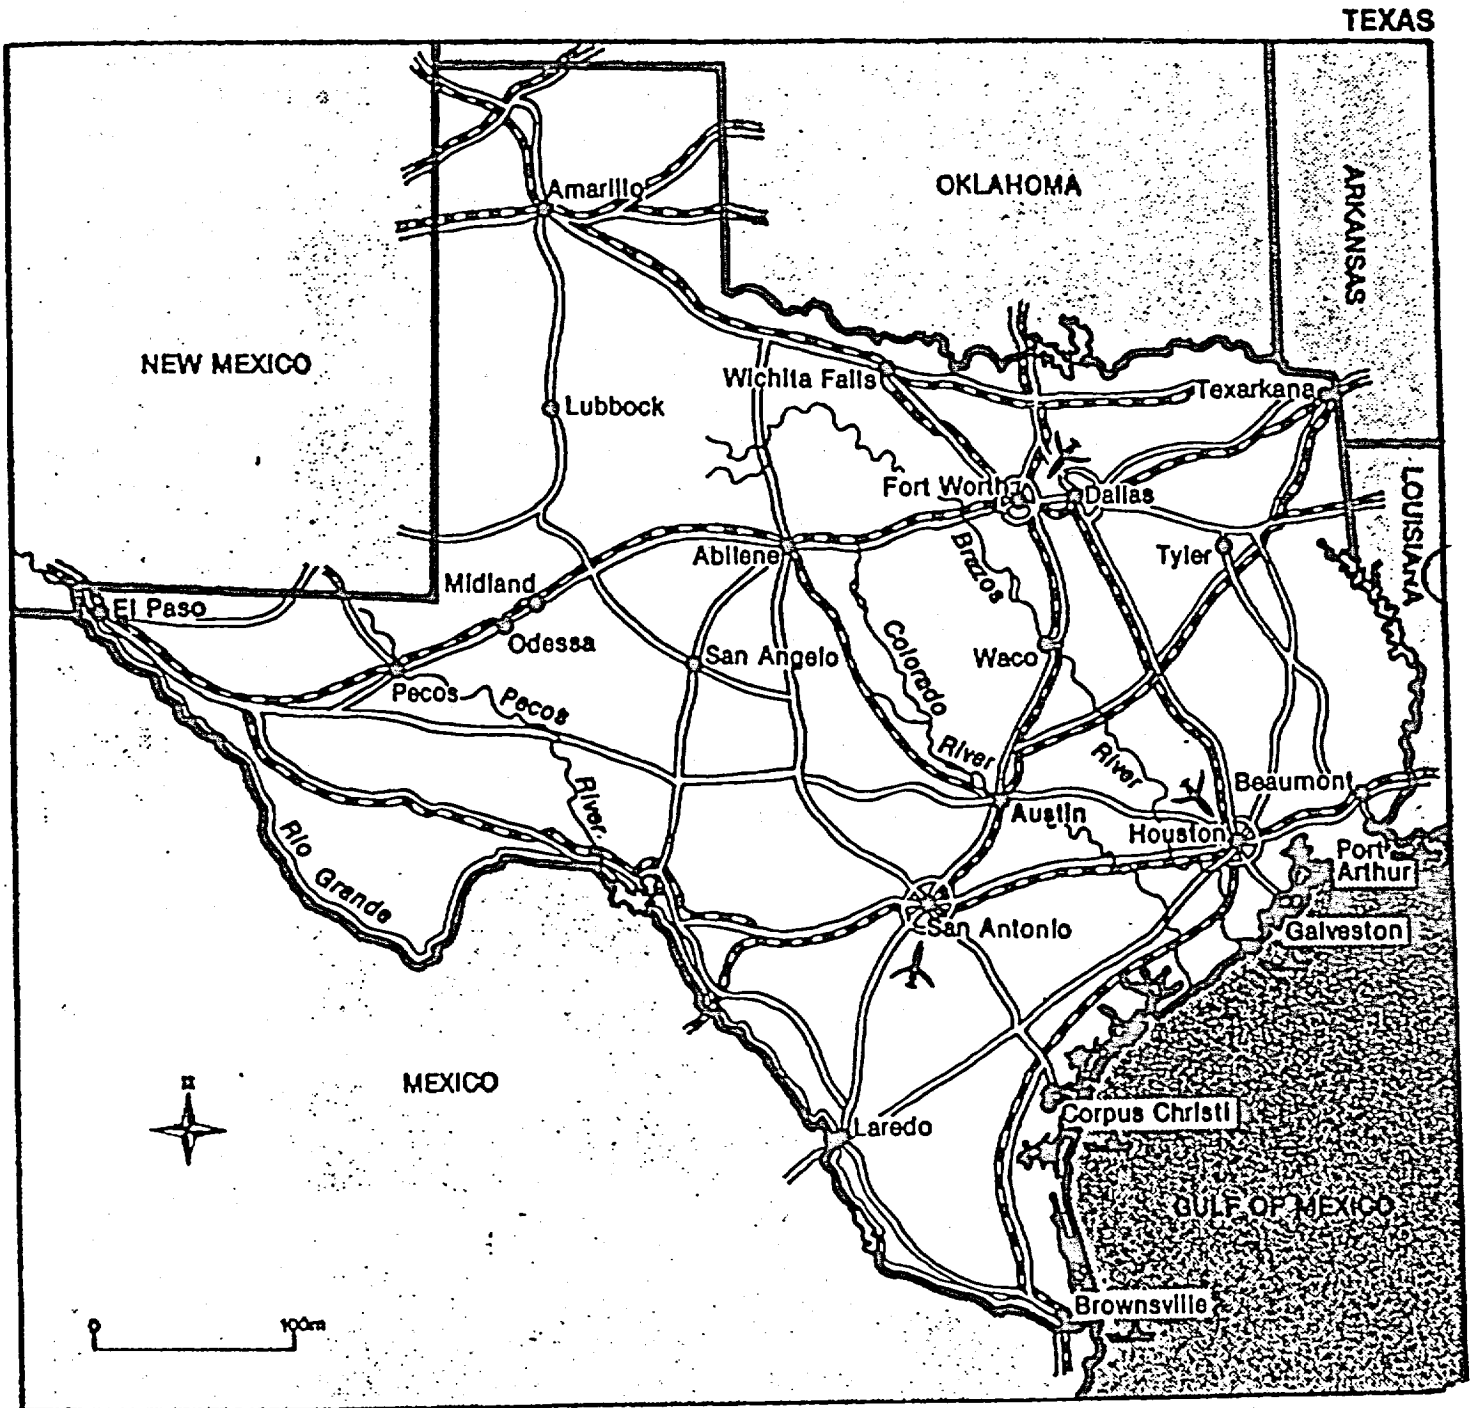 TEXAS
OKLAHOMA
ARKANSAS
Amarillo
NEW MEXICO
Wichita Falls
Texarkana
Lubbock
LOUISIANA
Fort Worth
Dallas
Abilene
Tyler
Brazos
Midland
El Paso
Odessa
San Angelo
Colorado
Waco
Pecos
Pecos
River
River
Beaumont
River
Austin
Houston
Rio
Grande
Port
Arthur
San Antonio
Galveston
MEXICO
N
Corpus Christi
Laredo
GULF OF MEXICO
Brownsville
0
100m